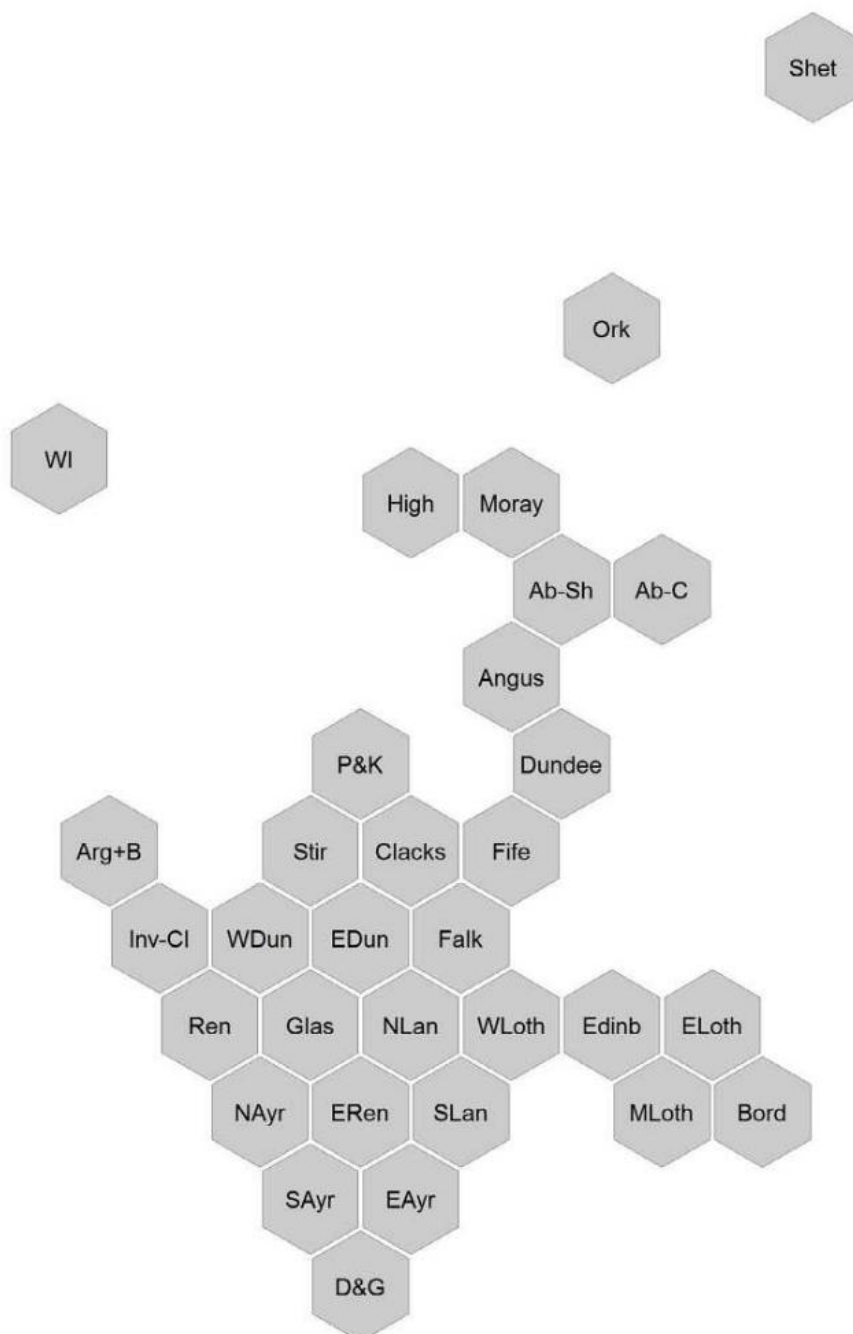 Shet
Ork
WI
High Moray
Ab-Sh Ab-C
Angus
P&K Dundee
Arg+B Stir Clacks Fife
Inv-Cl WDun EDun Falk
Ren Glas NLan WLoth Edinb ELoth
NAyr ERen SLan MLoth Bord
SAyr EAyr
D&G